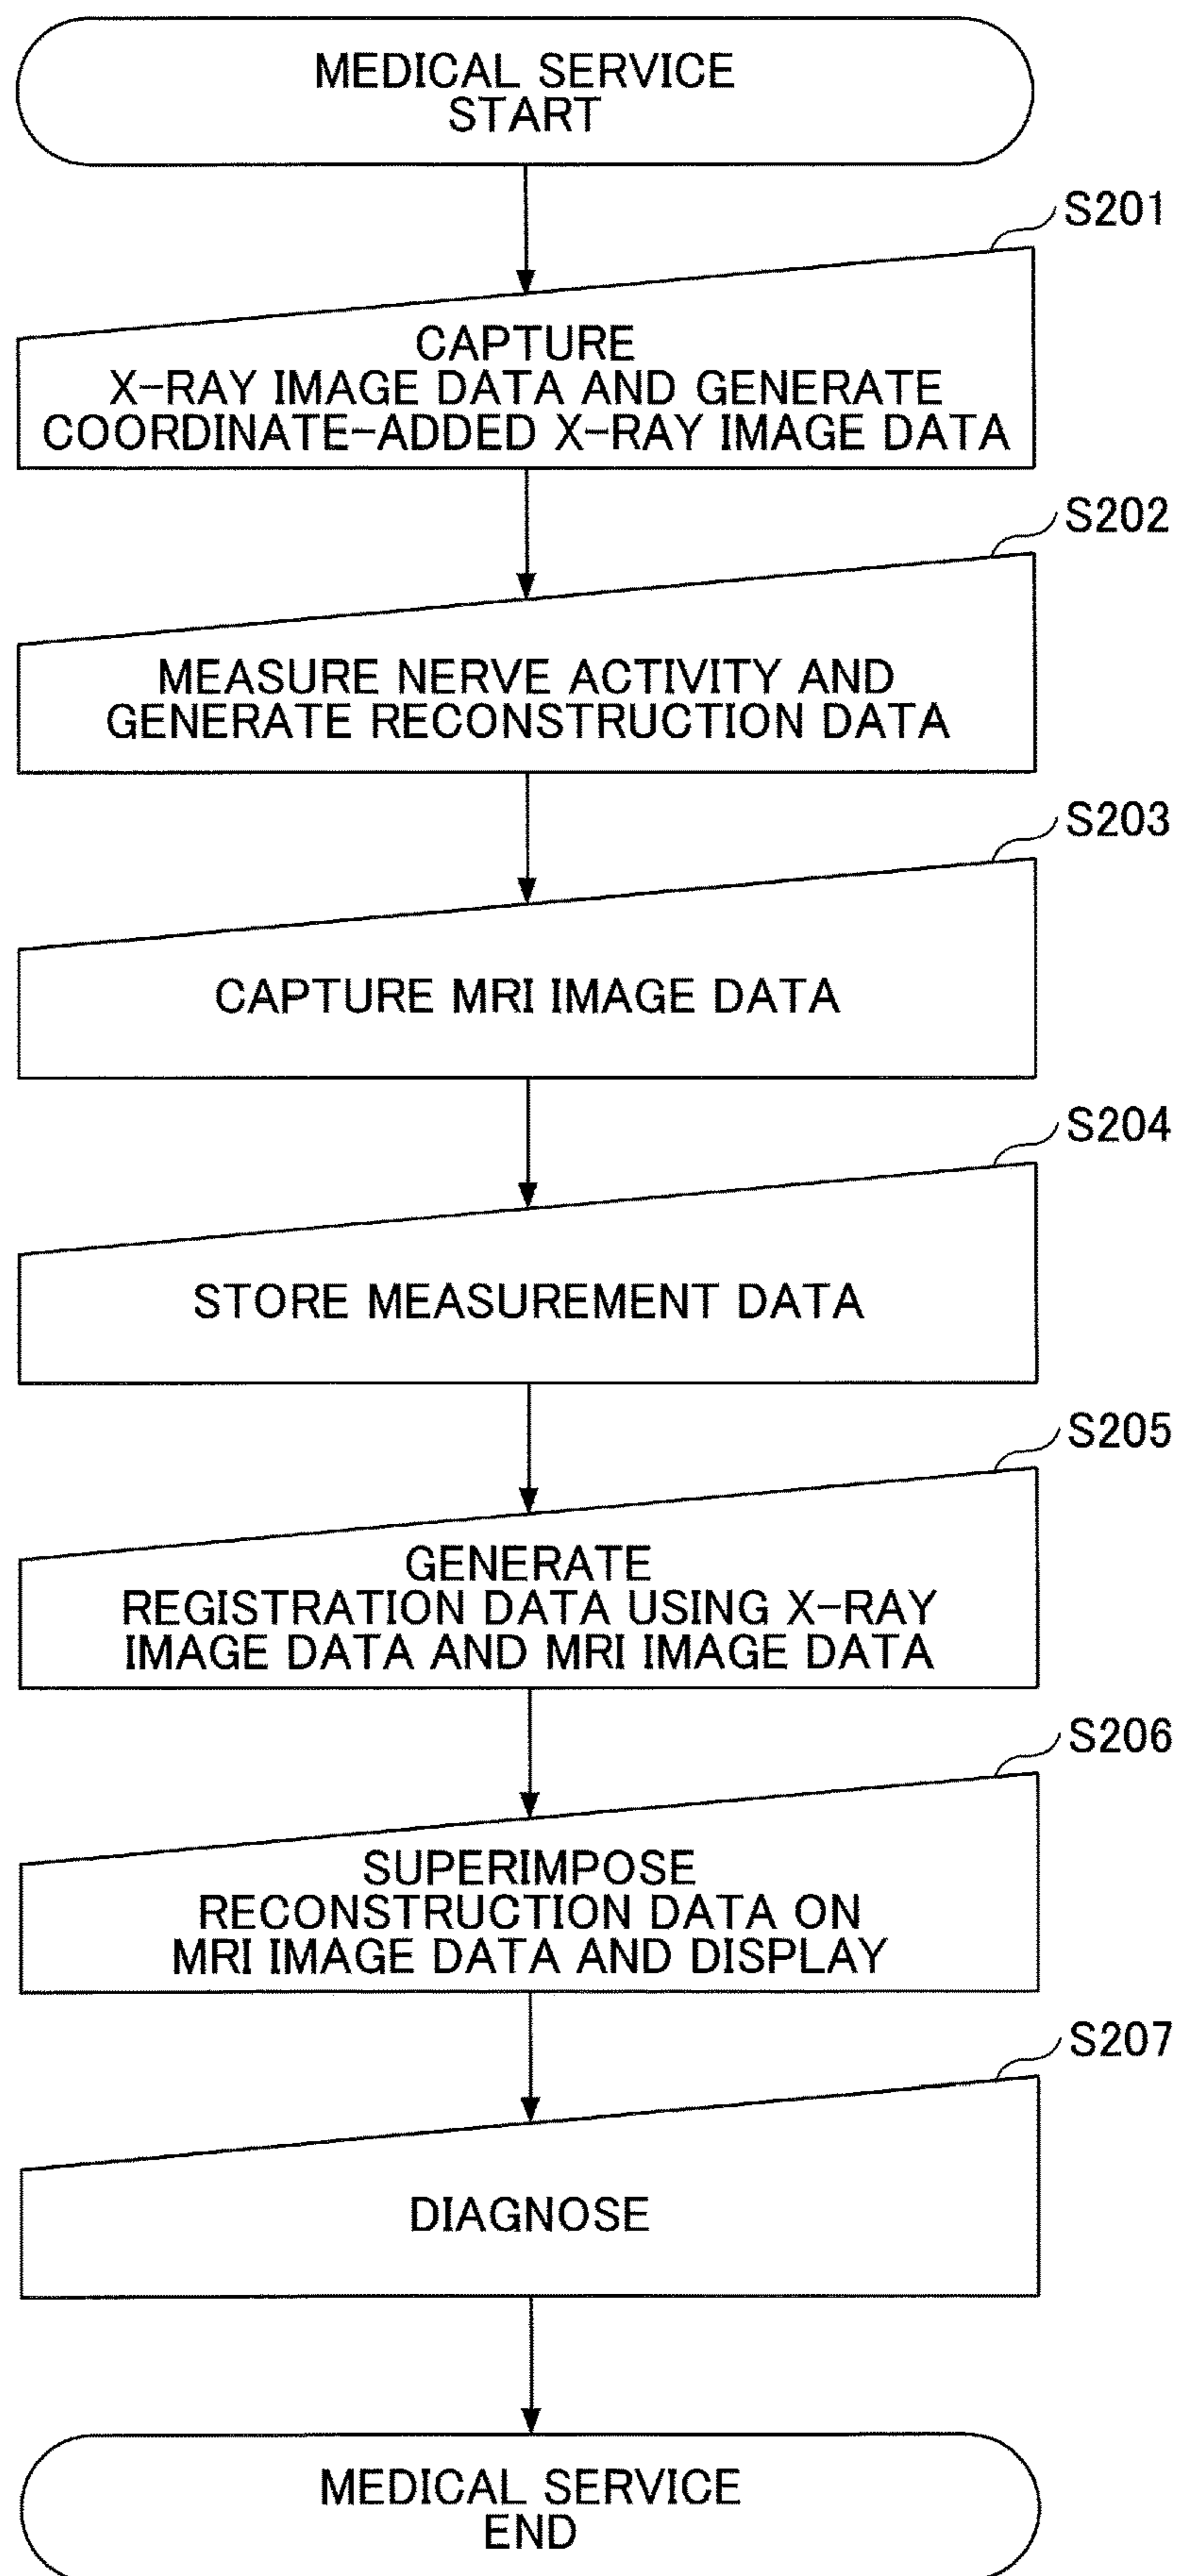 MEDICAL SERVICE
START
S201
CAPTURE
X-RAY IMAGE DATA AND GENERATE
COORDINATE-ADDED X-RAY IMAGE DATA
S202
MEASURE NERVE ACTIVITY AND
GENERATE RECONSTRUCTION DATA
S203
CAPTURE MRI IMAGE DATA
S204
STORE MEASUREMENT DATA
S205
GENERATE
REGISTRATION DATA USING X-RAY
IMAGE DATA AND MRI IMAGE DATA
S206
SUPERIMPOSE
RECONSTRUCTION DATA ON
MRI IMAGE DATA AND DISPLAY
S207
DIAGNOSE
MEDICAL SERVICE
END